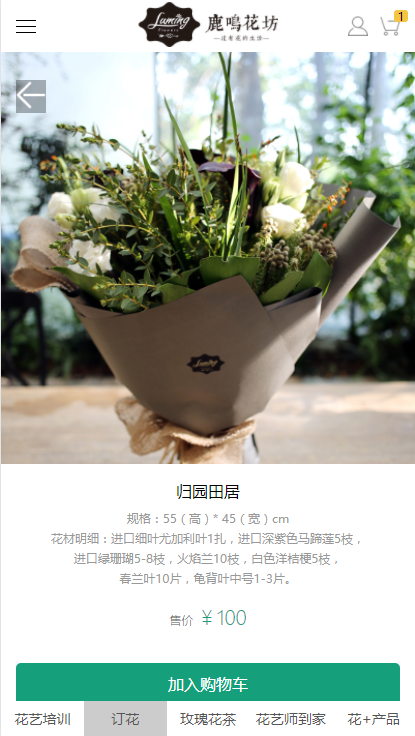 Luming
Flowers
鹿鸣花坊
—过有花的生活—
1
Luming
归园田居
规格：55（高）* 45（宽）cm
花材明细：进口细叶尤加利叶1扎，进口深紫色马蹄莲5枝，
进口绿珊瑚5-8枝，火焰兰10枝，白色洋桔梗5枝，
春兰叶10片，龟背叶中号1-3片。
售价 ￥100
加入购物车
花艺培训 订花 玫瑰花茶 花艺师到家 花+产品